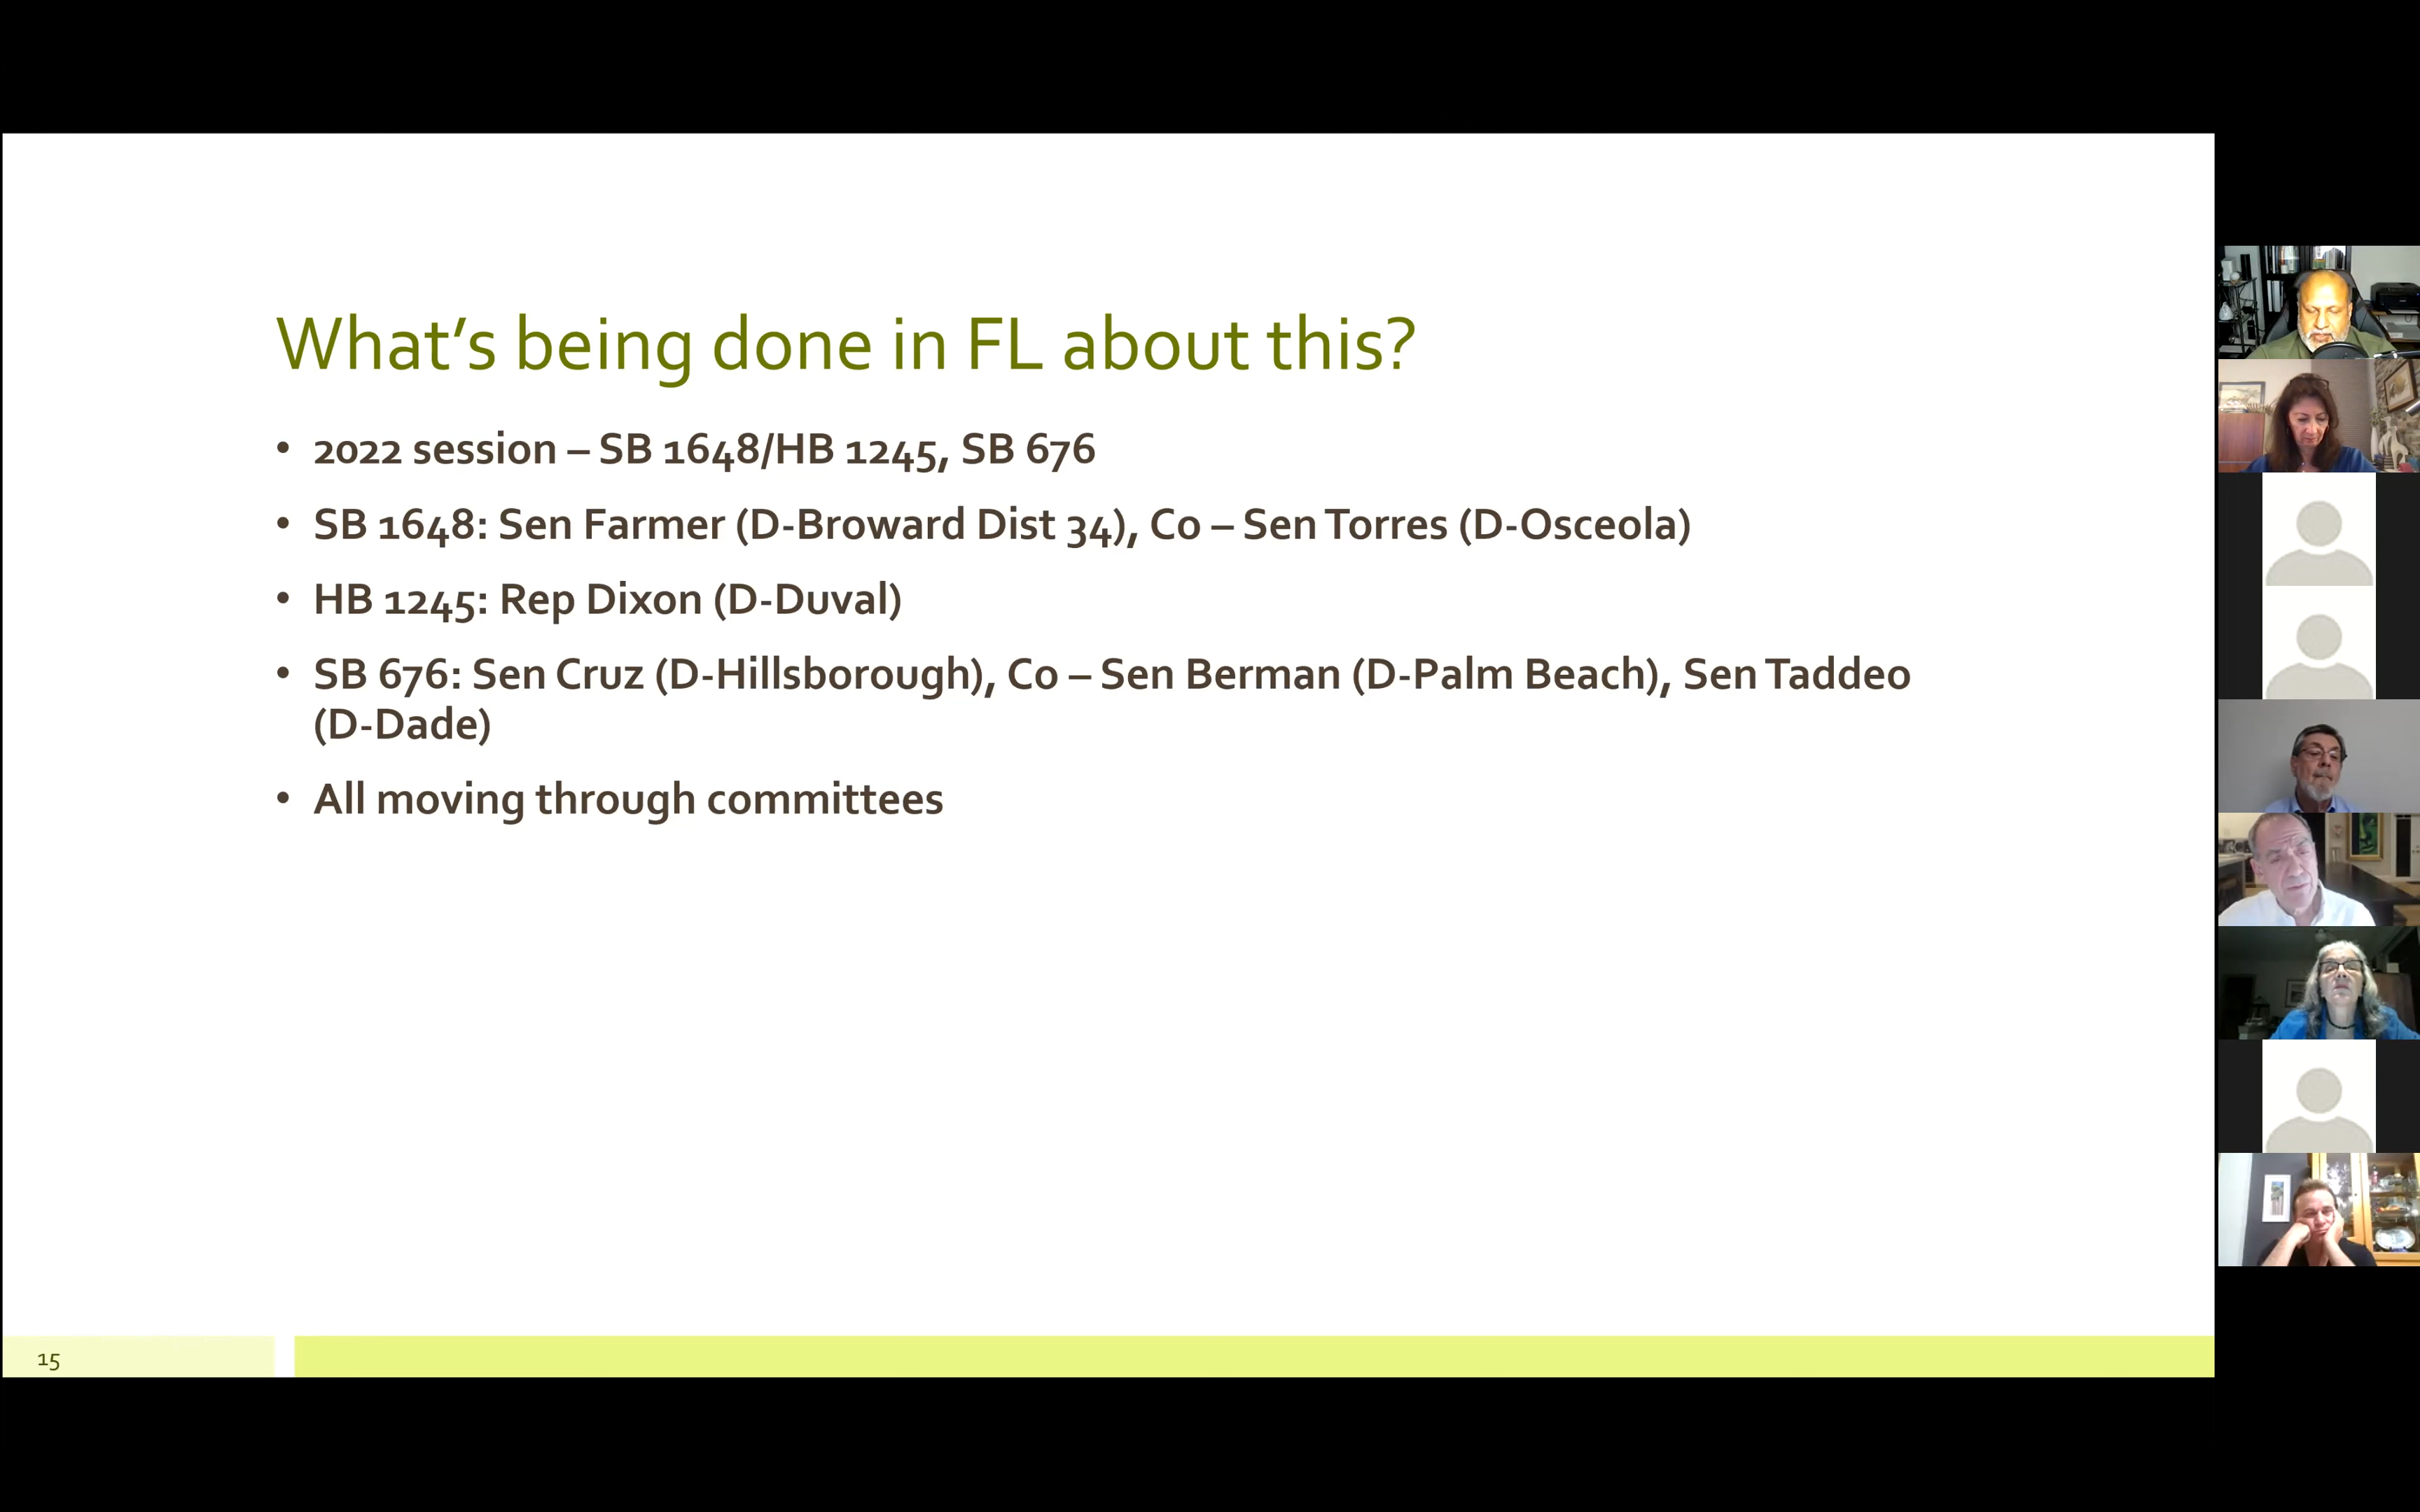 What's being done in FL about this?
• 2022 session – SB 1648/HB 1245, SB 676
• SB 1648: Sen Farmer (D-Broward Dist 34), Co – Sen Torres (D-Osceola)
• HB 1245: Rep Dixon (D-Duval)
• SB 676: Sen Cruz (D-Hillsborough), Co – Sen Berman (D-Palm Beach), Sen Taddeo
(D-Dade)
• All moving through committees
15